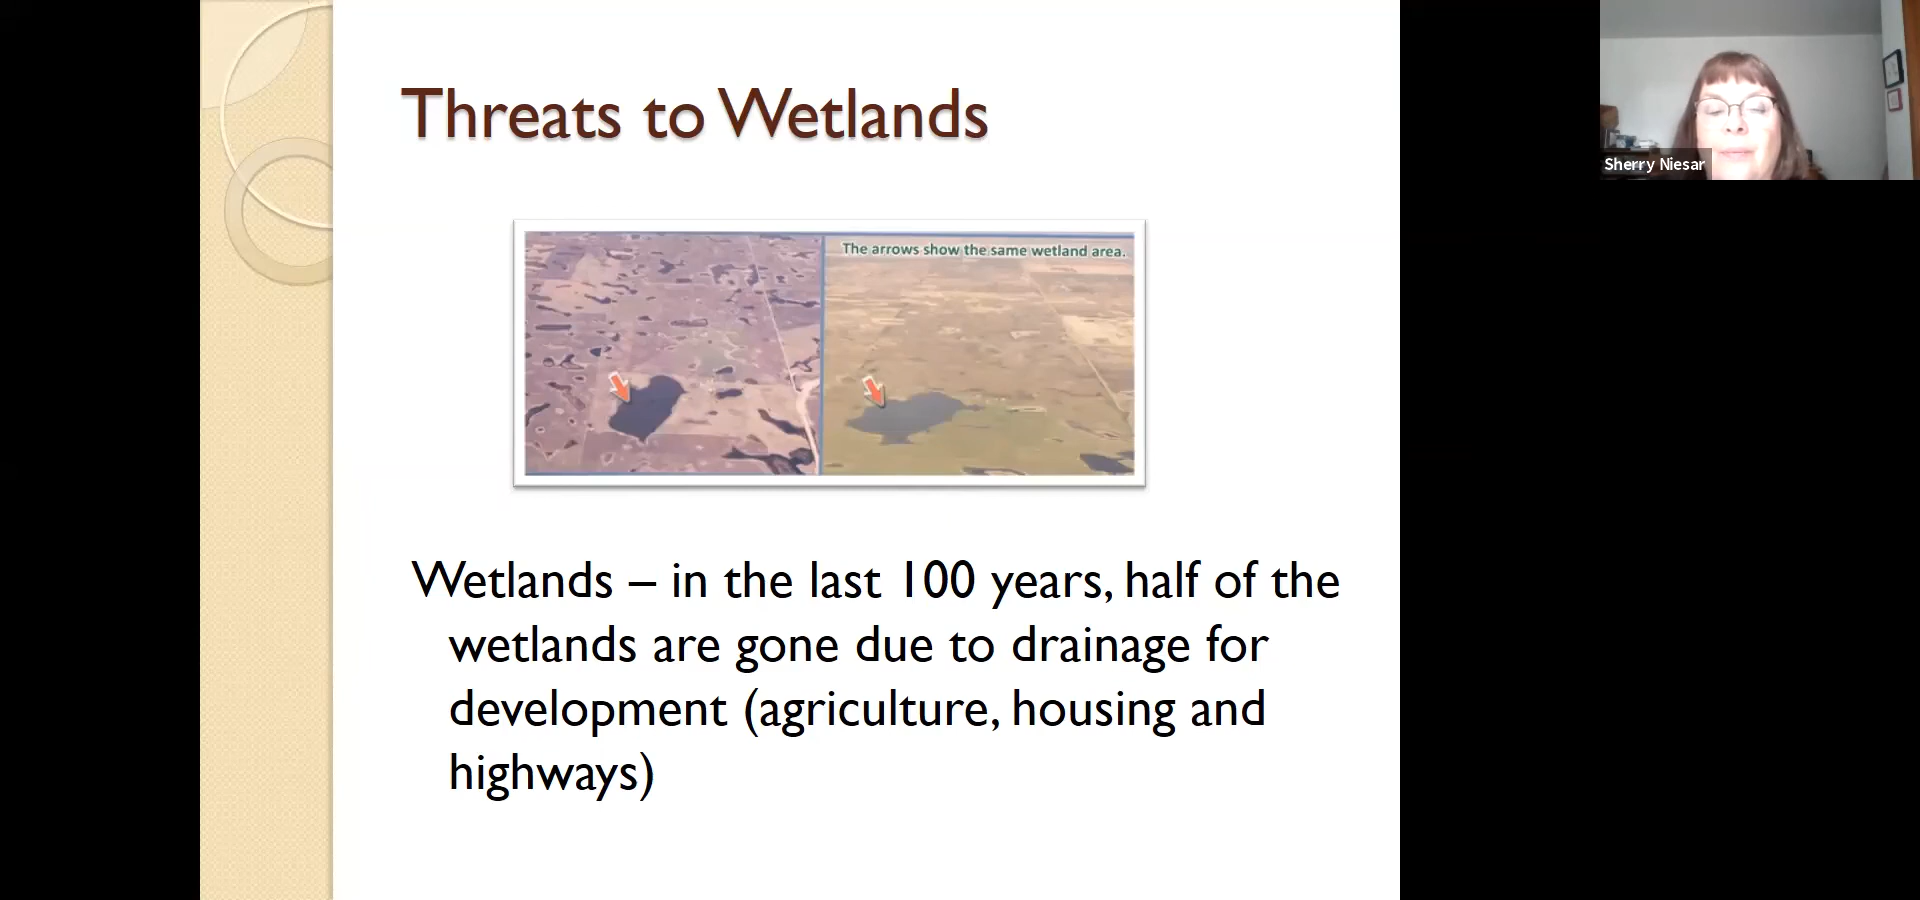 Threats to Wetlands
The arrows show the same wetland area.
Sherry Niesar
Wetlands – in the last 100 years, half of the
wetlands are gone due to drainage for
development (agriculture, housing and
highways)